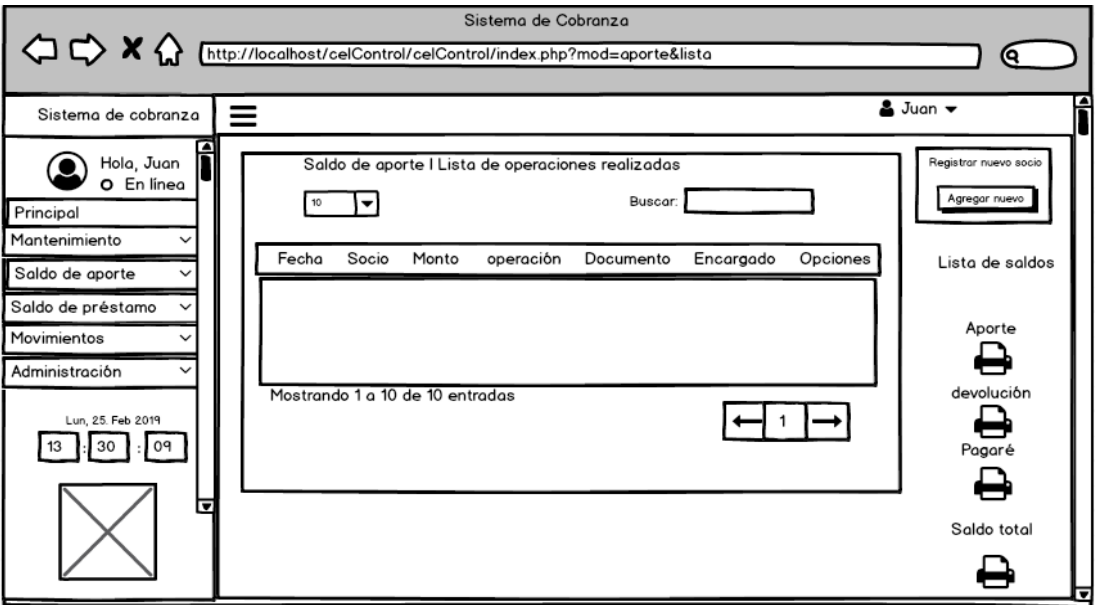 Sistema de Cobranza
http://localhost/celControl/celControl/index.php?mod=aporte&lista
Sistema de cobranza
Juan
Hola, Juan
En línea
Principal
Mantenimiento
Saldo de aporte
Saldo de préstamo
Movimientos
Administración
Lun, 25. Feb 2019
13 : 30 : 09
Saldo de aporte | Lista de operaciones realizadas
10
Buscar:
Fecha Socio Monto operación Documento Encargado Opciones
Mostrando 1 a 10 de 10 entradas
1
Registrar nuevo socio
Agregar nuevo
Lista de saldos
Aporte
devolución
Pagaré
Saldo total